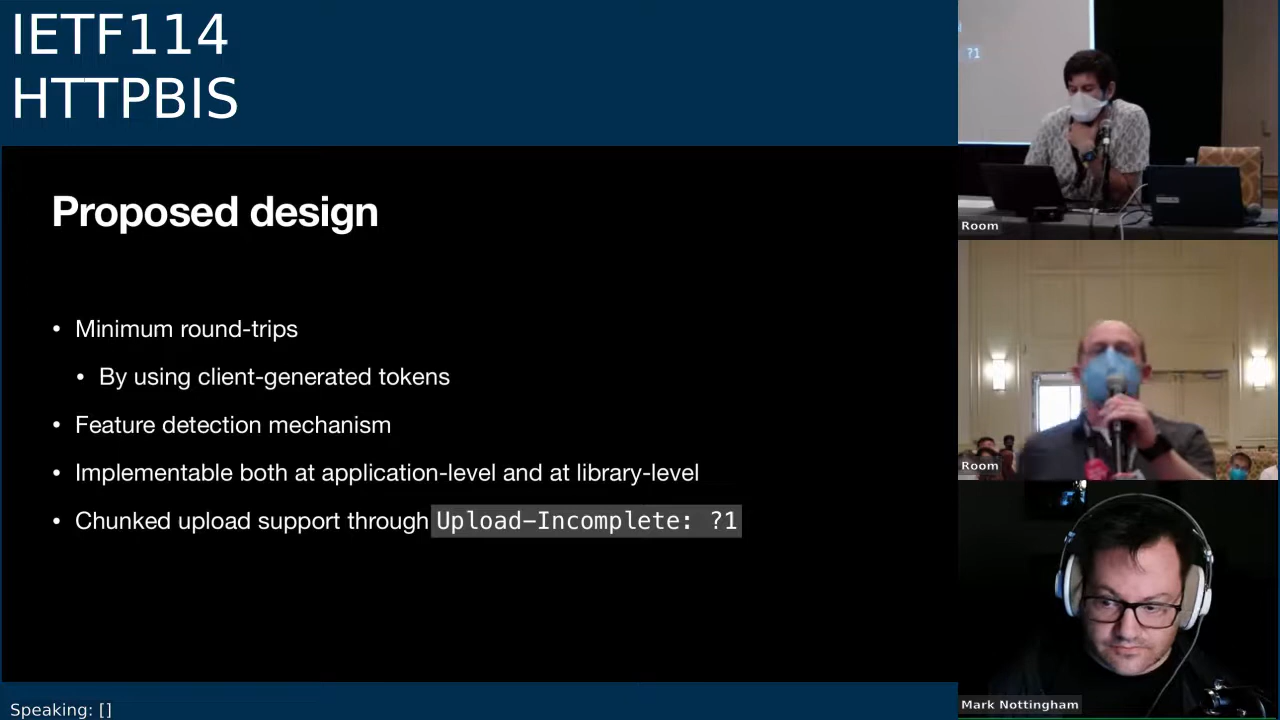 IETF114
HTTPBIS
Proposed design
• Minimum round-trips
• By using client-generated tokens
• Feature detection mechanism
• Implementable both at application-level and at library-level
• Chunked upload support through Upload-Incomplete: ?1
Speaking: []
?1
Room
Room
Mark Nottingham